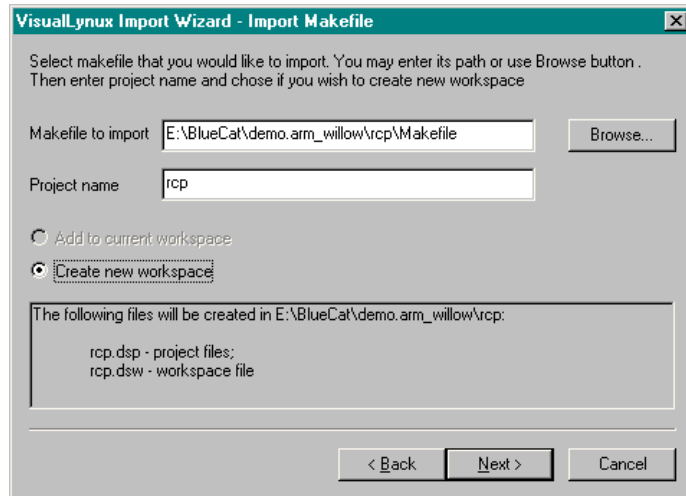 VisualLynux Import Wizard - Import Makefile
Select makefile that you would like to import. You may enter its path or use Browse button .
Then enter project name and chose if you wish to create new workspace
Makefile to import E:\BlueCat\demo.arm_willow\rcp\Makefile Browse...
Project name rcp
Add to current workspace
Create new workspace
The following files will be created in E:\BlueCat\demo.arm_willow\rcp:
rcp.dsp - project files;
rcp.dsw - workspace file
< Back Next > Cancel